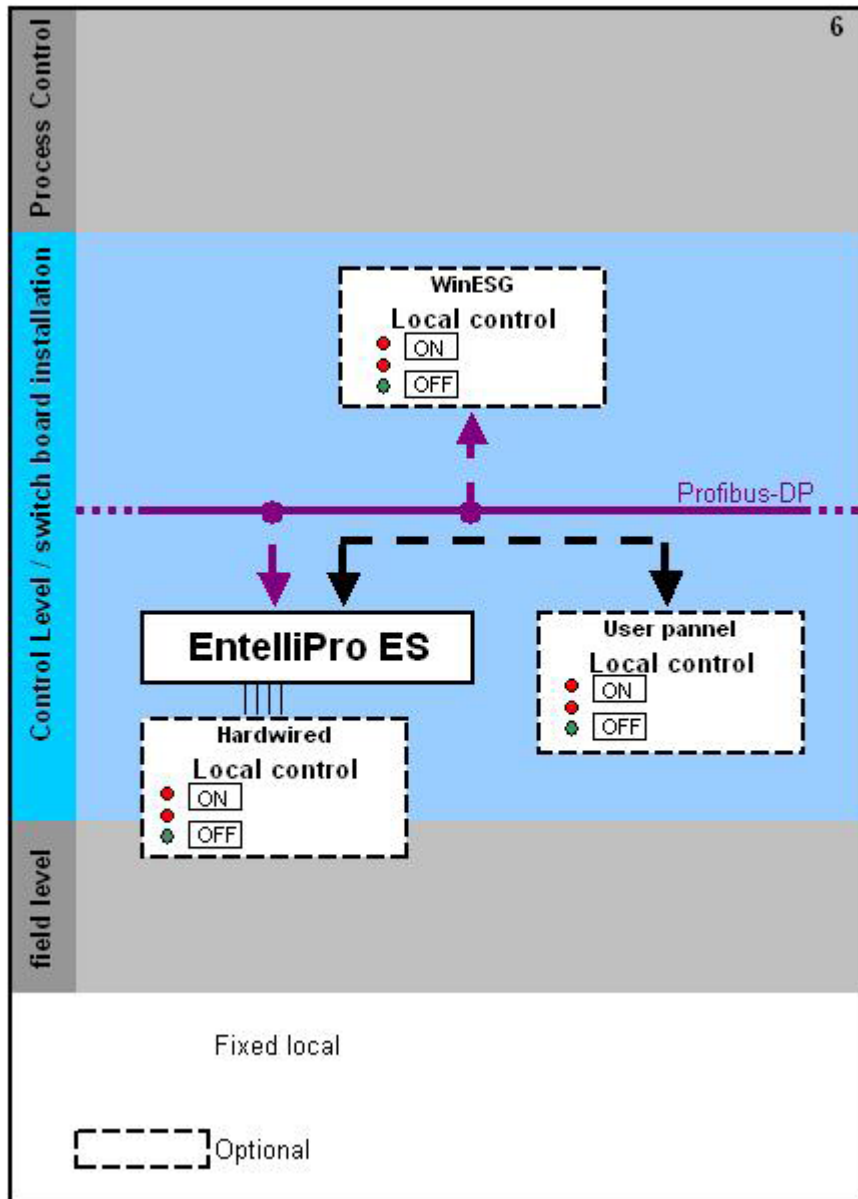 6
Process Control
Control Level / switch board installation
field level
WinESG
Local control
ON
OFF
Profibus-DP
EntelliPro ES
User pannel
Local control
ON
OFF
Hardwired
Local control
ON
OFF
Fixed local
Optional